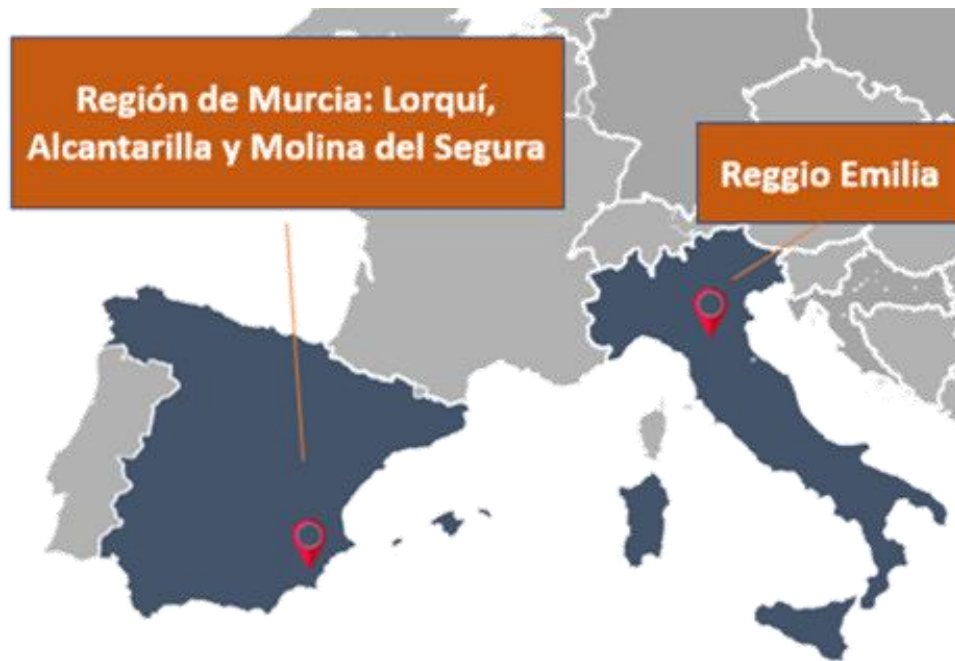 Región de Murcia: Lorquí,
Alcantarilla y Molina del Segura
Reggio Emilia